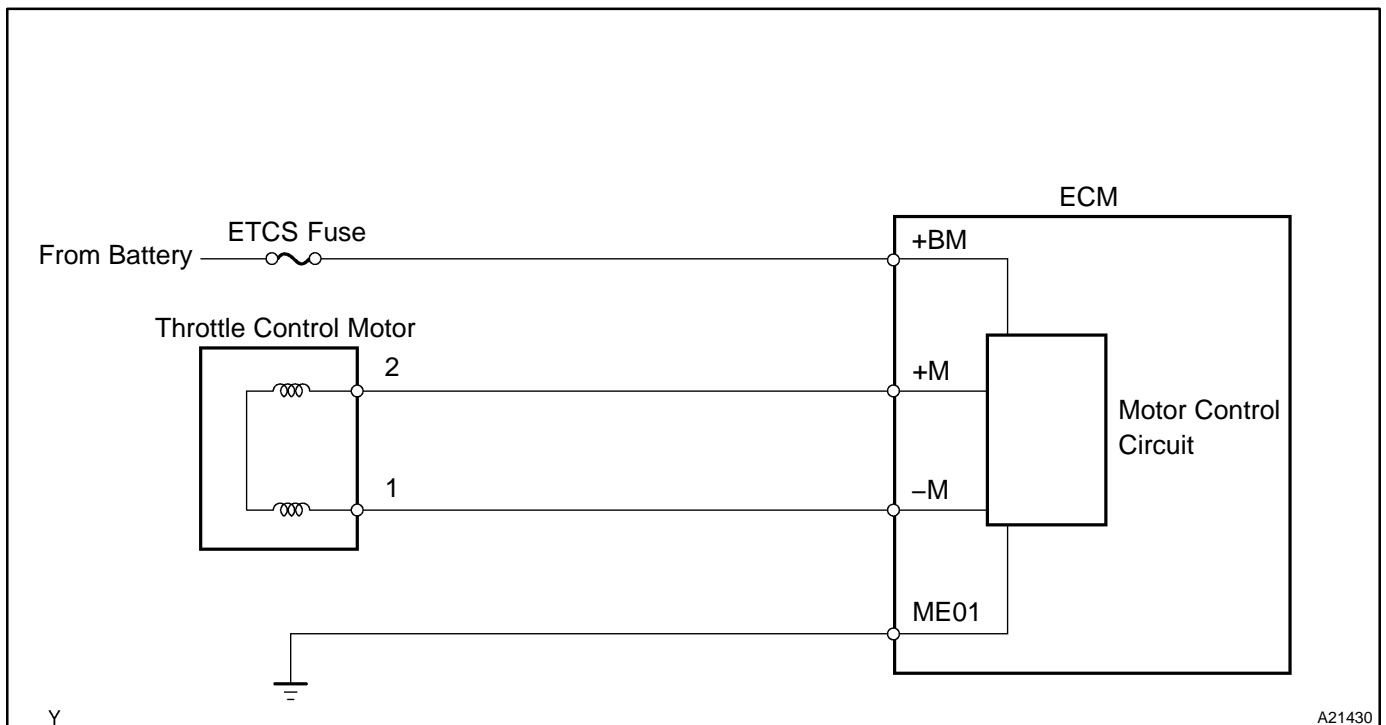 ECM
ETCS Fuse
+BM
From Battery
Throttle Control Motor
2
+M
Motor Control
Circuit
1
–M
ME01
Y
A21430